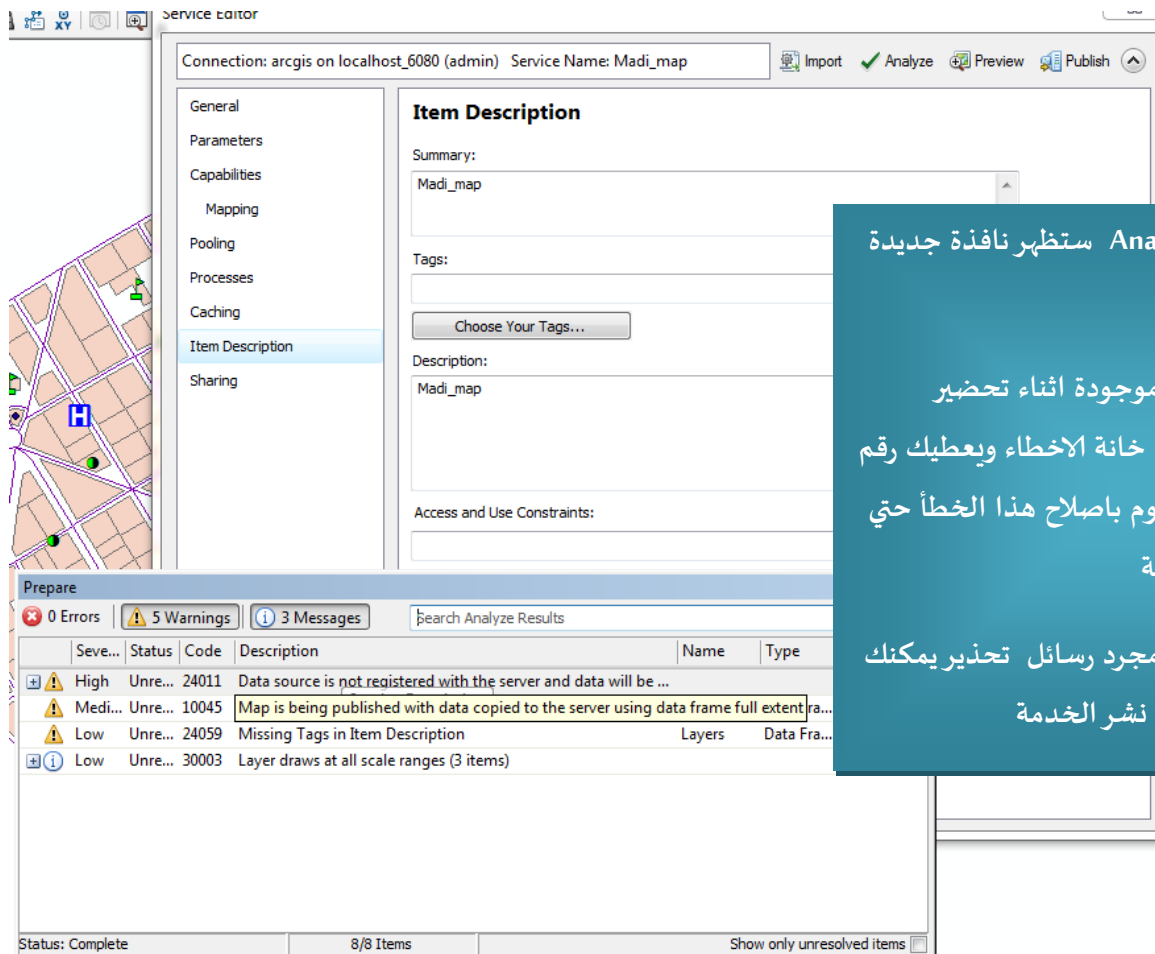 Service Editor
Connection: arcgis on localhost_6080 (admin) Service Name: Madi_map
Import Analyze Preview Publish
General
Parameters
Capabilities
Mapping
Pooling
Processes
Caching
Item Description
Sharing
Item Description
Summary:
Madi_map
Tags:
Choose Your Tags...
Description:
Madi_map
Access and Use Constraints:
Ana ستظهر نافذة جديدة
موجودة اثناء تحضير
خانة الاخطاء ويعطيك رقم
وم باصلاح هذا الخطأ حتي
ة
مجرد رسائل تحذير يمكنك
نشر الخدمة
XY
H
Prepare
0 Errors 5 Warnings 3 Messages Search Analyze Results
Seve... Status Code Description Name Type
High Unre... 24011 Data source is not registered with the server and data will be ...
Medi... Unre... 10045 Map is being published with data copied to the server using data frame full extent ra...
Low Unre... 24059 Missing Tags in Item Description Layers Data Fra...
Low Unre... 30003 Layer draws at all scale ranges (3 items)
Status: Complete 8/8 Items Show only unresolved items